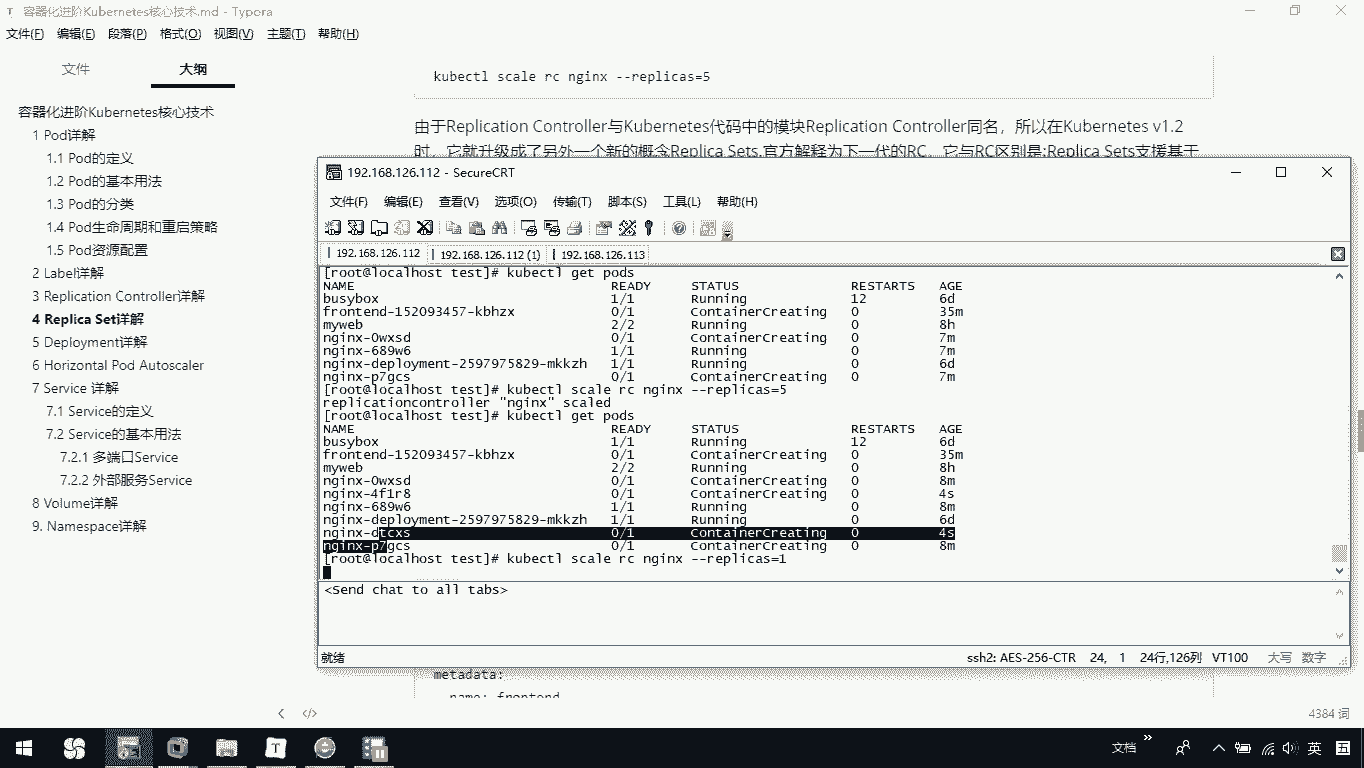 容器化进阶Kubernetes核心技术.md - Typora
文件(F) 编辑(E) 段落(P) 格式(O) 视图(V) 主题(T) 帮助(H)
文件 大纲
容器化进阶Kubernetes核心技术
1 Pod详解
1.1 Pod的定义
1.2 Pod的基本用法
1.3 Pod的分类
1.4 Pod生命周期和重启策略
1.5 Pod资源配置
2 Label详解
3 Replication Controller详解
4 Replica Set详解
5 Deployment详解
6 Horizontal Pod Autoscaler
7 Service 详解
7.1 Service的定义
7.2 Service的基本用法
7.2.1 多端口Service
7.2.2 外部服务Service
8 Volume详解
9. Namespace详解
kubectl scale rc nginx --replicas=5
由于Replication Controller与Kubernetes代码中的模块Replication Controller同名，所以在Kubernetes v1.2
时，它就升级成了另外一个新的概念Replica Sets,官方解释为下一代的RC，它与RC区别是:Replica Sets支援基于
192.168.126.112 - SecureCRT
文件(F) 编辑(E) 查看(V) 选项(O) 传输(T) 脚本(S) 工具(L) 帮助(H)
192.168.126.112 192.168.126.112 (1) 192.168.126.113
[root@localhost test]# kubectl get pods
NAME READY STATUS RESTARTS AGE
busybox 1/1 Running 12 6d
frontend-152093457-kbhzx 0/1 ContainerCreating 0 35m
myweb 2/2 Running 0 8h
nginx-0wxsd 0/1 ContainerCreating 0 7m
nginx-689w6 1/1 Running 0 7m
nginx-deployment-2597975829-mkkzh 1/1 Running 0 6d
nginx-p7gcs 0/1 ContainerCreating 0 7m
[root@localhost test]# kubectl scale rc nginx --replicas=5
replicationcontroller "nginx" scaled
[root@localhost test]# kubectl get pods
NAME READY STATUS RESTARTS AGE
busybox 1/1 Running 12 6d
frontend-152093457-kbhzx 0/1 ContainerCreating 0 35m
myweb 2/2 Running 0 8h
nginx-0wxsd 0/1 ContainerCreating 0 8m
nginx-4f1r8 0/1 ContainerCreating 0 4s
nginx-689w6 1/1 Running 0 8m
nginx-deployment-2597975829-mkkzh 1/1 Running 0 6d
nginx-dtcxs 0/1 ContainerCreating 0 4s
nginx-p7gcs 0/1 ContainerCreating 0 8m
[root@localhost test]# kubectl scale rc nginx --replicas=1
<Send chat to all tabs>
就绪 ssh2: AES-256-CTR 24, 1 24行,126列 VT100 大写 数字
metadata:
name: frontend
4384 词
文档 英 五